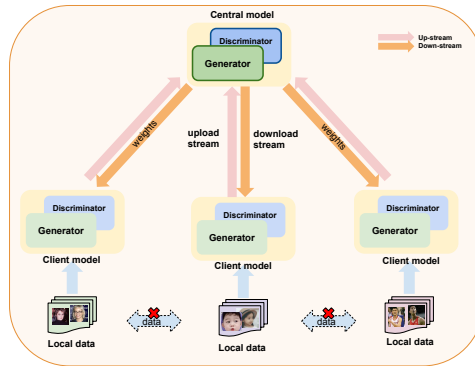 Central model
Discriminator
Generator
Up-stream
Down-stream
weights
upload
stream
download
stream
weights
Discriminator
Generator
Client model
Discriminator
Generator
Client model
Discriminator
Generator
Client model
data
data
Local data
Local data
Local data